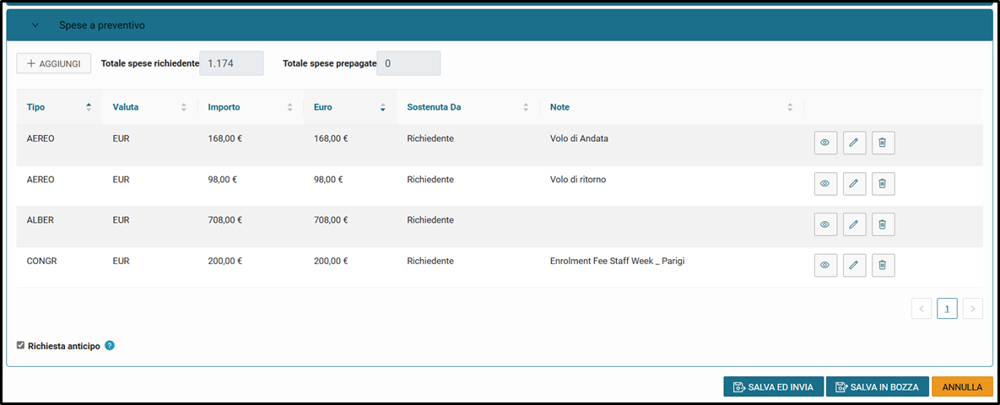 Spese a preventivo
+ AGGIUNGI Totale spese richiedente 1.174 Totale spese prepagate 0
Tipo Valuta Importo Euro Sostenuta Da Note
AEREO EUR 168,00 € 168,00 € Richiedente Volo di Andata
AEREO EUR 98,00 € 98,00 € Richiedente Volo di ritorno
ALBER EUR 708,00 € 708,00 € Richiedente
CONGR EUR 200,00 € 200,00 € Richiedente Enrolment Fee Staff Week _ Parigi
< 1 >
Richiesta anticipo ?
SALVA ED INVIA SALVA IN BOZZA ANNULLA